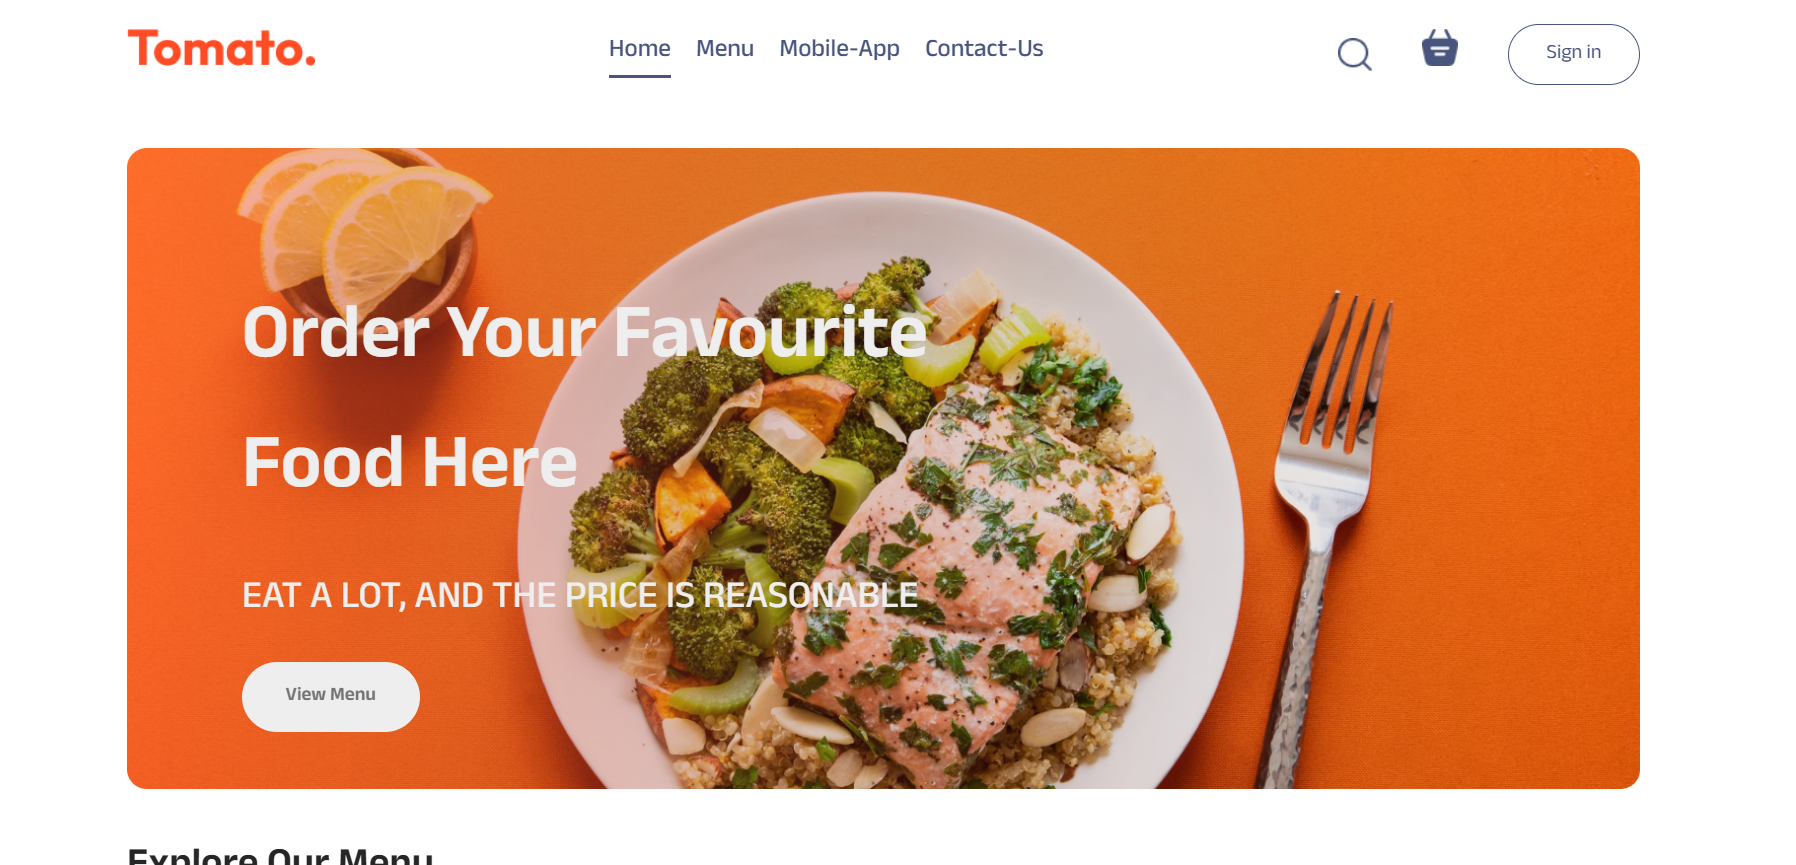 Tomato.
Home Menu Mobile-App Contact-Us
Sign in
Order Your Favourite
Food Here
EAT A LOT, AND THE PRICE IS REASONABLE
View Menu
Explore Our Menu